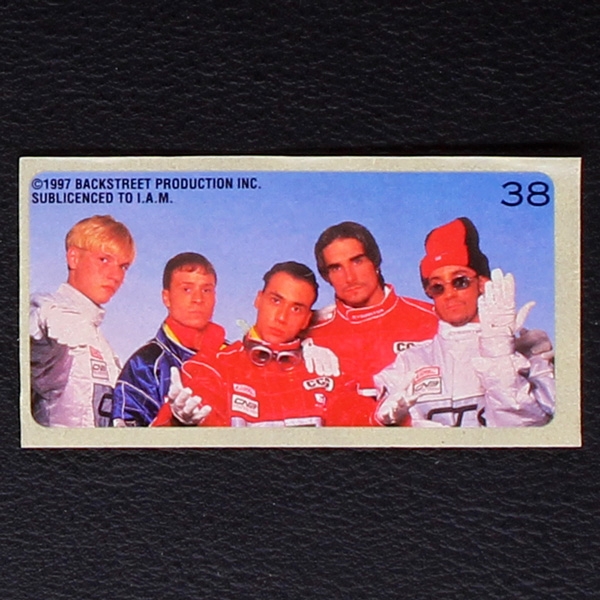 ©1997 BACKSTREET PRODUCTION INC.
SUBLICENCED TO I.A.M.
38